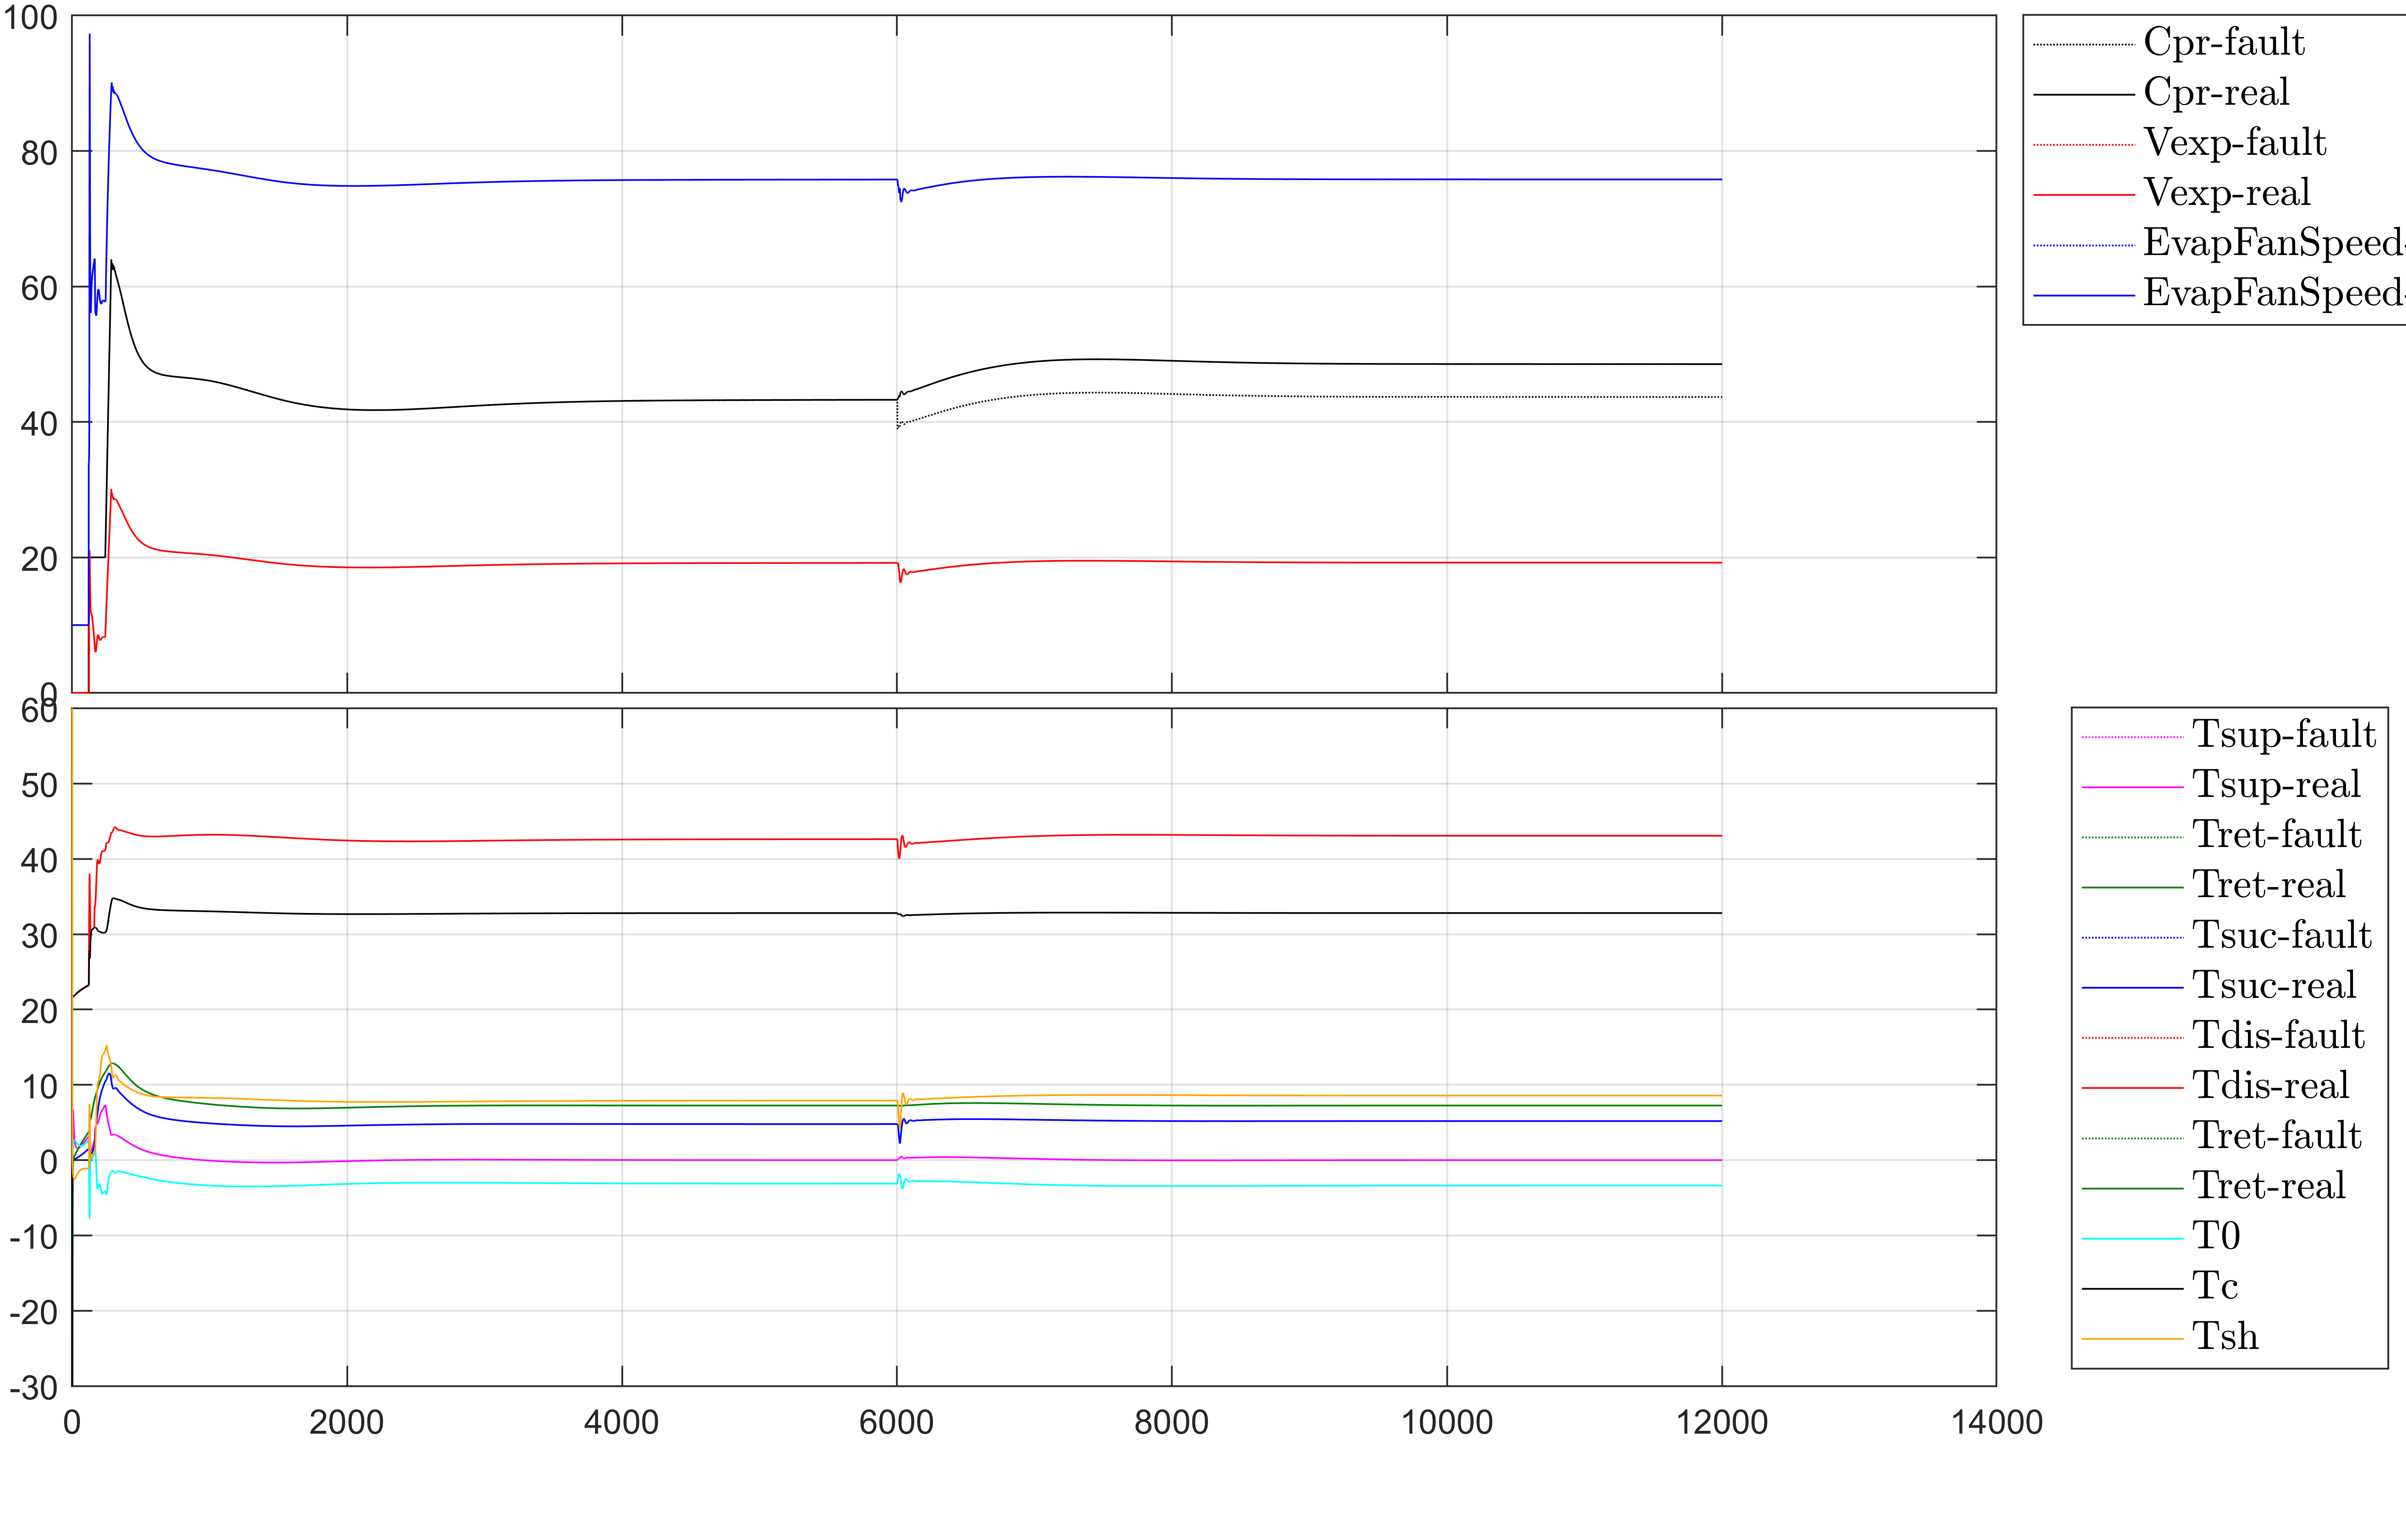 100
80
60
40
20
0
Cpr-fault
Cpr-real
Vexp-fault
Vexp-real
EvapFanSpeed-
EvapFanSpeed-
60
50
40
30
20
10
0
-10
-20
-30
0 2000 4000 6000 8000 10000 12000 14000
Tsup-fault
Tsup-real
Tret-fault
Tret-real
Tsuc-fault
Tsuc-real
Tdis-fault
Tdis-real
Tret-fault
Tret-real
T0
Tc
Tsh